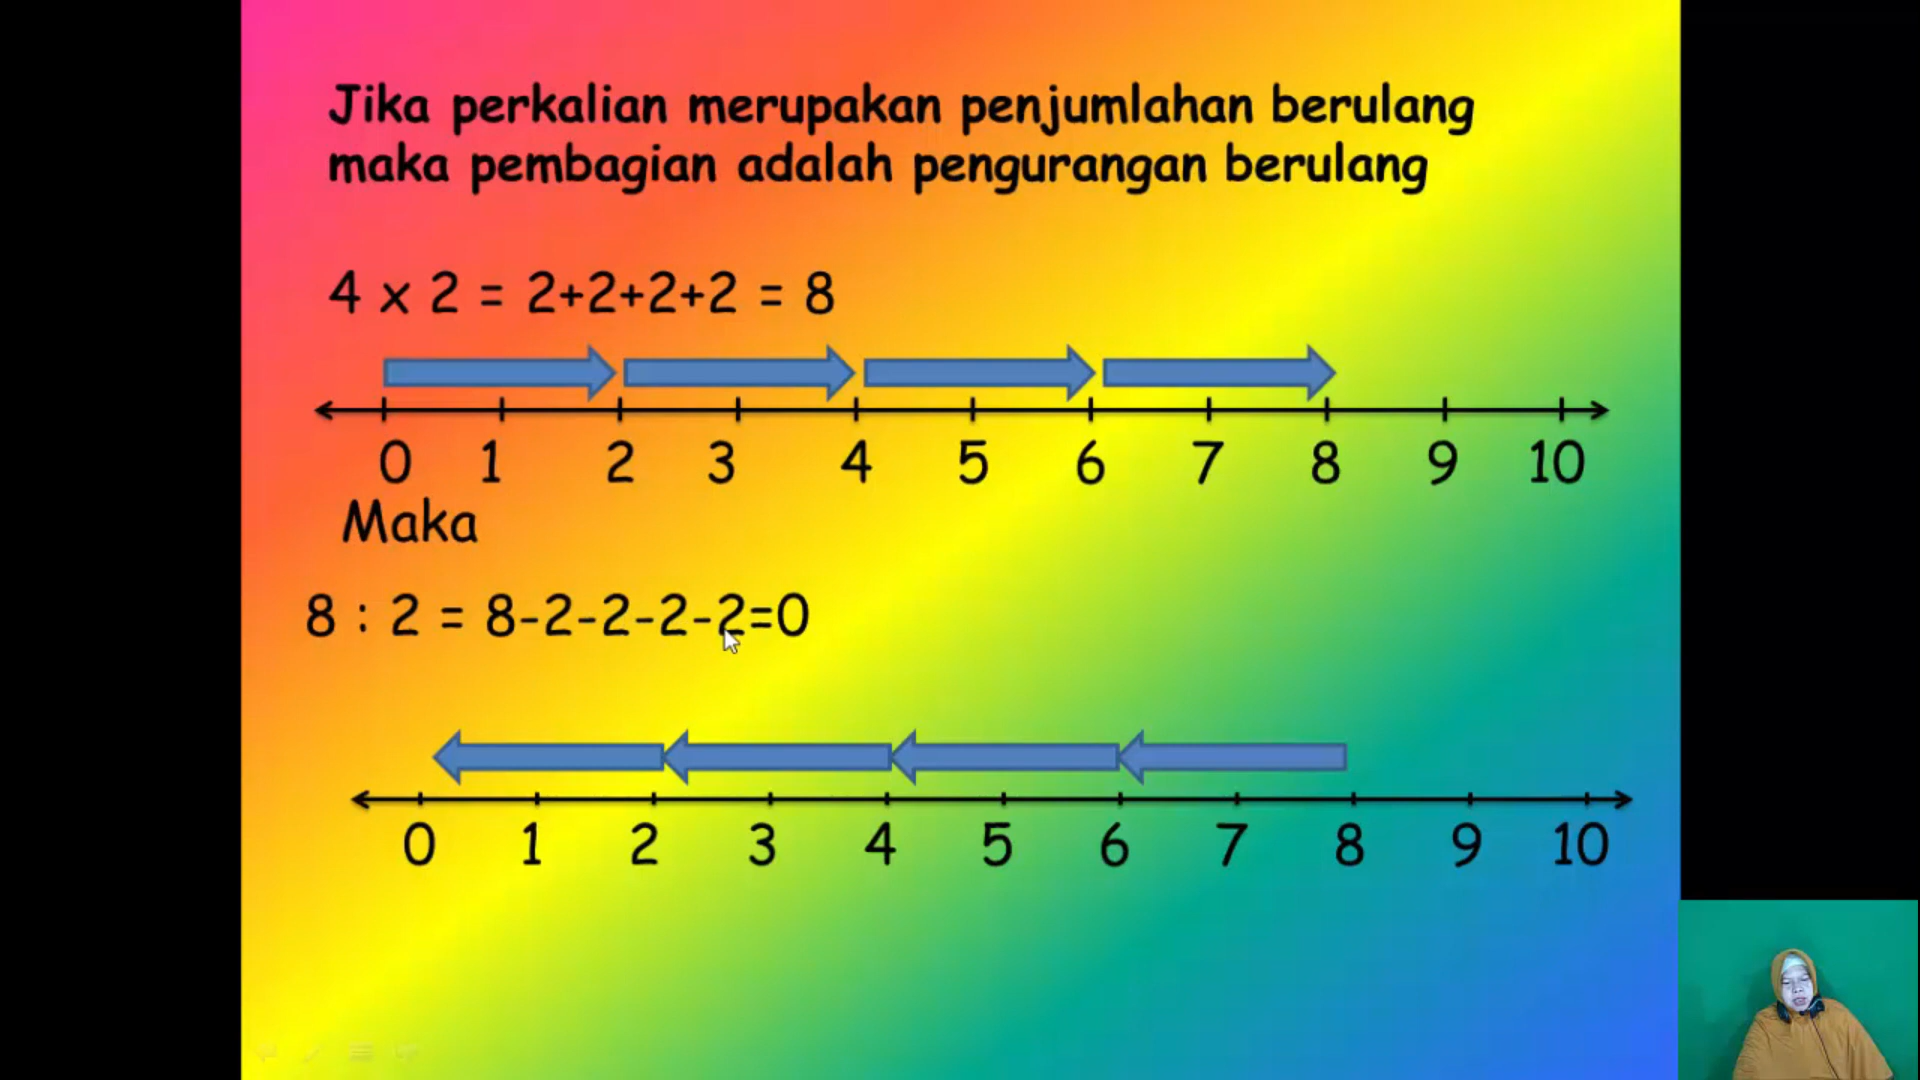 Jika perkalian merupakan penjumlahan berulang
maka pembagian adalah pengurangan berulang
4 x 2 = 2+2+2+2 = 8
0 1 2 3 4 5 6 7 8 9 10
Maka
8 : 2 = 8-2-2-2-2=0
0 1 2 3 4 5 6 7 8 9 10